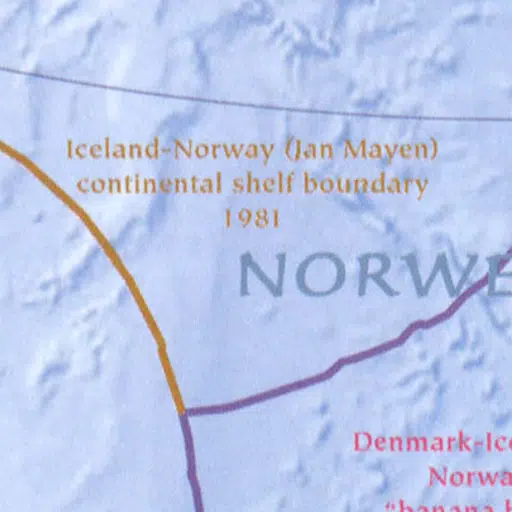 Iceland-Norway (Jan Mayen)
continental shelf boundary
1981
NORWE
Denmark-Ice
Norwa
"banana b